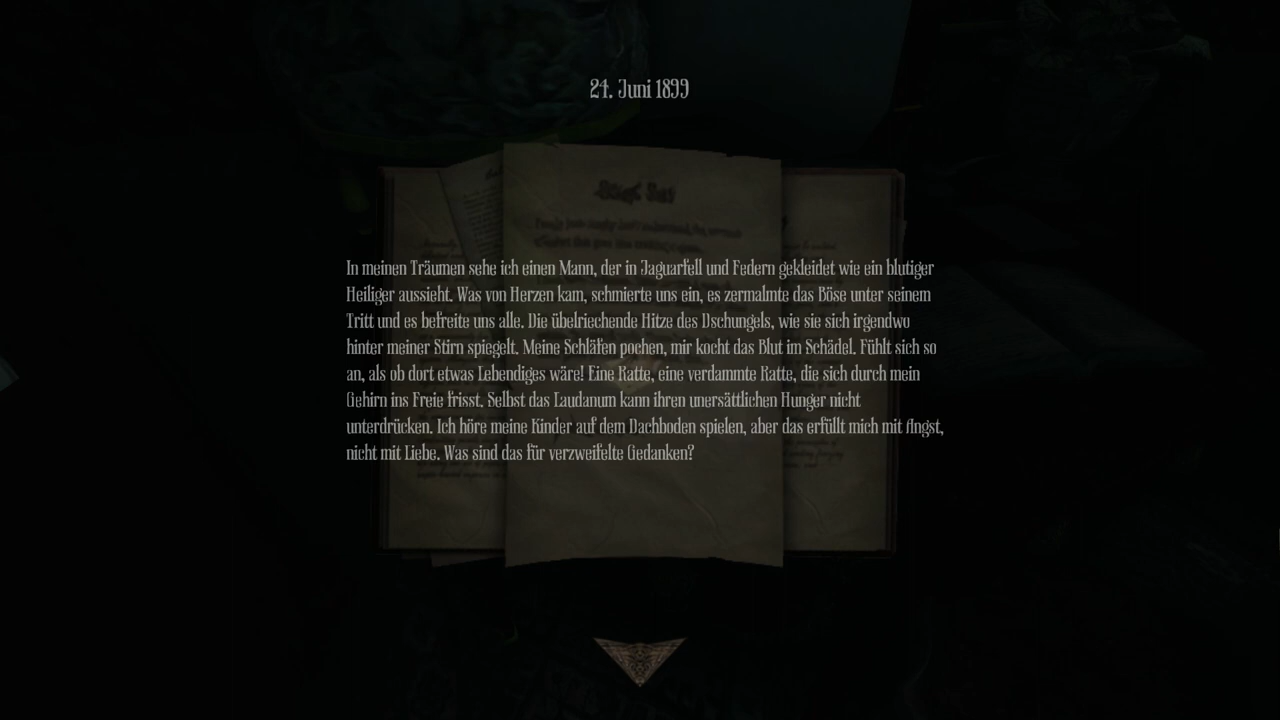 24. Juni 1899
In meinen Träumen sehe ich einen Mann, der in Jaguarfell und Federn gekleidet wie ein blutiger
Heiliger aussieht. Was von Herzen kam, schmierte uns ein, es zermalmte das Böse unter seinem
Tritt und es befreite uns alle. Die übelriechende Hitze des Dschungels, wie sie sich irgendwo
hinter meiner Stirn spiegelt. Meine Schläfen pochen, mir kocht das Blut im Schädel. Fühlt sich so
an, als ob dort etwas Lebendiges wäre! Eine Ratte, eine verdammte Ratte, die sich durch mein
Gehirn ins Freie frisst. Selbst das Laudanum kann ihren unersättlichen Hunger nicht
unterdrücken. Ich höre meine Kinder auf dem Dachboden spielen, aber das erfüllt mich mit Angst,
nicht mit Liebe. Was sind das für verzweifelte Gedanken?